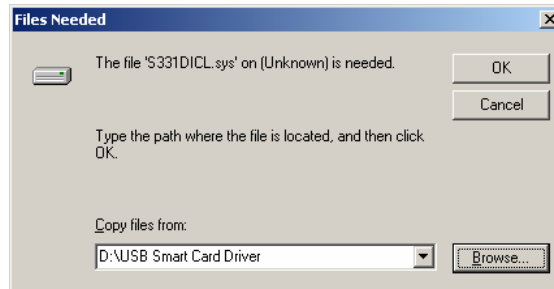 Files Needed
The file 'S331DICL.sys' on (Unknown) is needed.
OK
Cancel
Type the path where the file is located, and then click
OK.
Copy files from:
D:\USB Smart Card Driver
Browse...